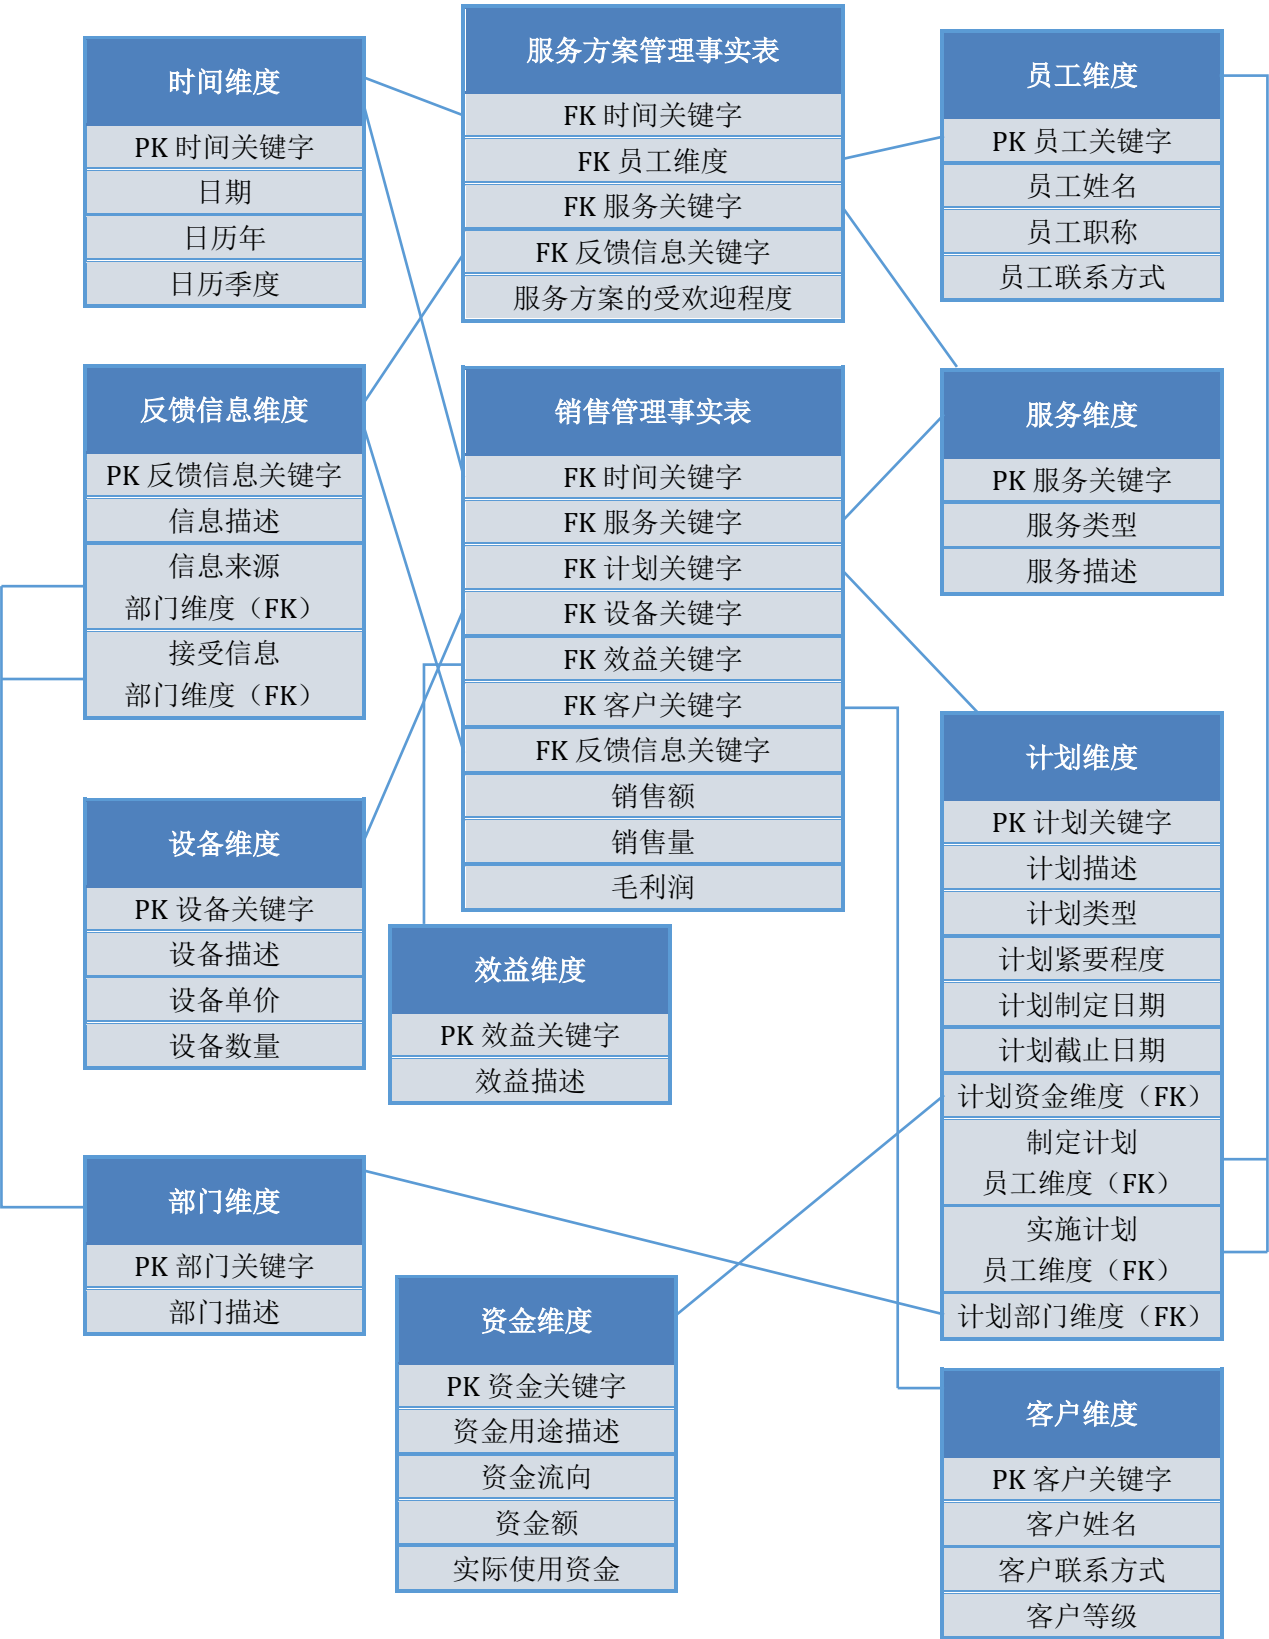 服务方案管理事实表
FK 时间关键字
FK 员工维度
FK 服务关键字
FK 反馈信息关键字
服务方案的受欢迎程度
时间维度
PK 时间关键字
日期
日历年
日历季度
员工维度
PK 员工关键字
员工姓名
员工职称
员工联系方式
反馈信息维度
PK 反馈信息关键字
信息描述
信息来源
部门维度（FK）
接受信息
部门维度（FK）
销售管理事实表
FK 时间关键字
FK 服务关键字
FK 计划关键字
FK 设备关键字
FK 效益关键字
FK 客户关键字
FK 反馈信息关键字
销售额
销售量
毛利润
服务维度
PK 服务关键字
服务类型
服务描述
计划维度
PK 计划关键字
计划描述
计划类型
计划紧要程度
计划制定日期
计划截止日期
计划资金维度（FK）
制定计划
员工维度（FK）
实施计划
员工维度（FK）
计划部门维度（FK）
设备维度
PK 设备关键字
设备描述
设备单价
设备数量
效益维度
PK 效益关键字
效益描述
部门维度
PK 部门关键字
部门描述
资金维度
PK 资金关键字
资金用途描述
资金流向
资金额
实际使用资金
客户维度
PK 客户关键字
客户姓名
客户联系方式
客户等级